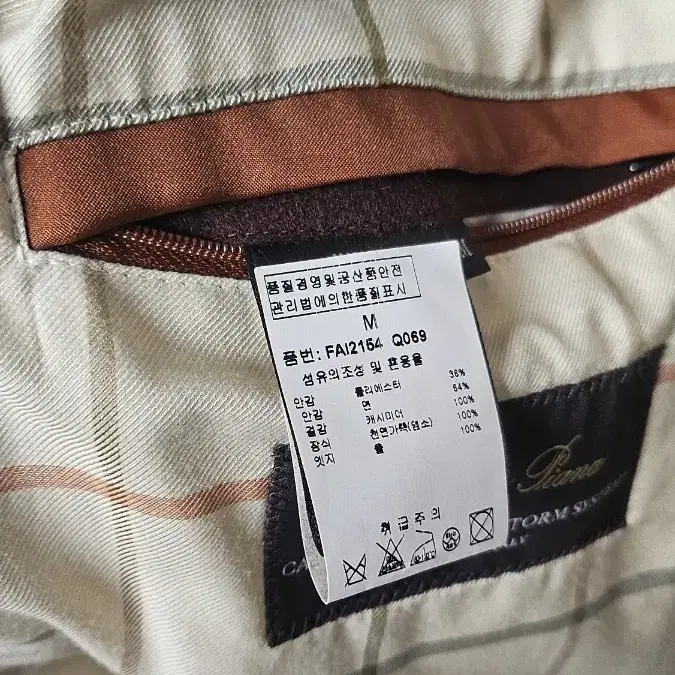 품질경영및공산품안전
관리법에의한품질표시
M
품번: FAI2154 Q069
섬유의조성 및 혼용율
안감 폴리에스터 36%
안감 면 64%
겉감 캐시미어 100%
장식 천연가죽(염소) 100%
엣지 울
취급주의
Piana
STORM SYSTEM